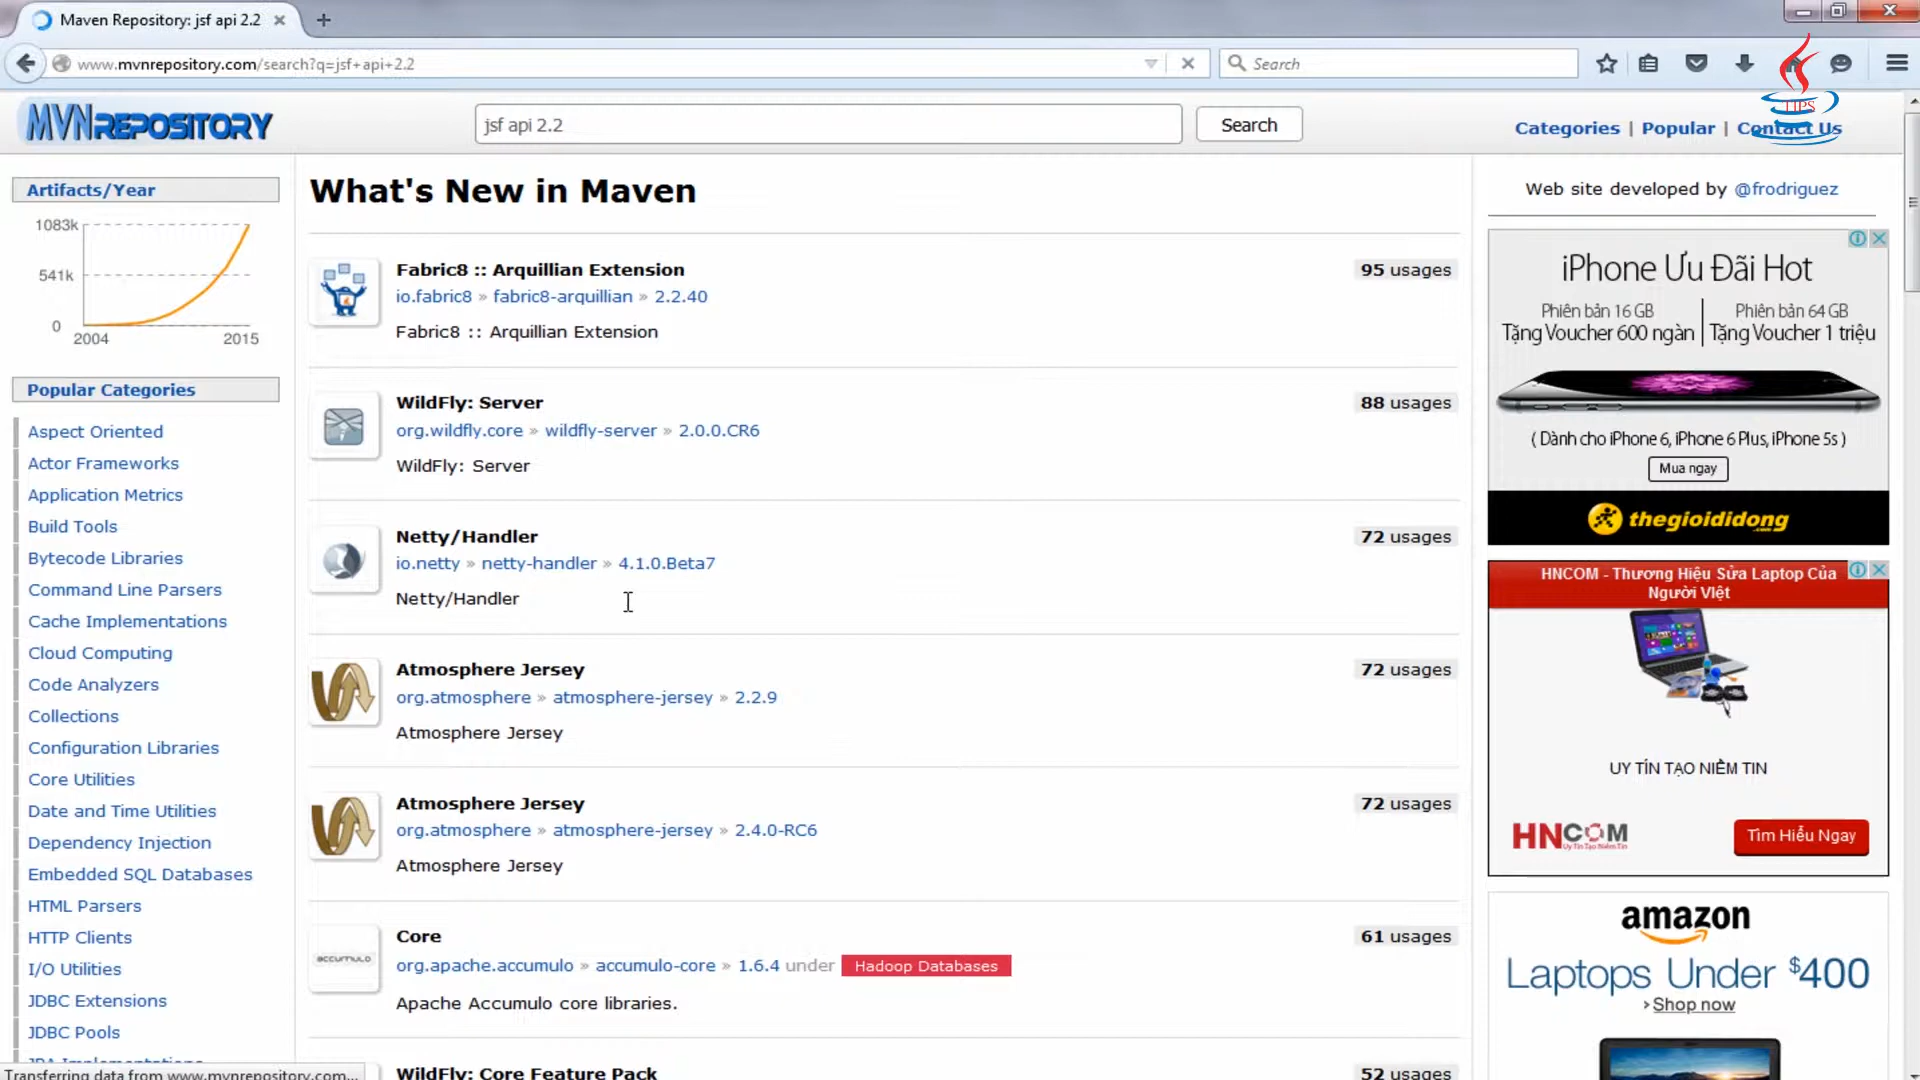 Maven Repository: jsf api 2.2
www.mvnrepository.com/search?q=jsf+api+2.2
Search
TIPS
MVNREPOSITORY
jsf api 2.2
Search
Categories | Popular | Contact Us
Artifacts/Year
1083k
541k
0
2004
2015
Popular Categories
Aspect Oriented
Actor Frameworks
Application Metrics
Build Tools
Bytecode Libraries
Command Line Parsers
Cache Implementations
Cloud Computing
Code Analyzers
Collections
Configuration Libraries
Core Utilities
Date and Time Utilities
Dependency Injection
Embedded SQL Databases
HTML Parsers
HTTP Clients
I/O Utilities
JDBC Extensions
JDBC Pools
JPA Implementations
Transferring data from www.mvnrepository.com...
What's New in Maven
Fabric8 :: Arquillian Extension
95 usages
io.fabric8 » fabric8-arquillian » 2.2.40
Fabric8 :: Arquillian Extension
WildFly: Server
88 usages
org.wildfly.core » wildfly-server » 2.0.0.CR6
WildFly: Server
Netty/Handler
72 usages
io.netty » netty-handler » 4.1.0.Beta7
Netty/Handler
Atmosphere Jersey
72 usages
org.atmosphere » atmosphere-jersey » 2.2.9
Atmosphere Jersey
Atmosphere Jersey
72 usages
org.atmosphere » atmosphere-jersey » 2.4.0-RC6
Atmosphere Jersey
accumulo
Core
61 usages
org.apache.accumulo » accumulo-core » 1.6.4 under Hadoop Databases
Apache Accumulo core libraries.
WildFly: Core Feature Pack
52 usages
Web site developed by @frodriguez
iPhone Ưu Đãi Hot
Phiên bản 16 GB
Tặng Voucher 600 ngàn
Phiên bản 64 GB
Tặng Voucher 1 triệu
( Dành cho iPhone 6, iPhone 6 Plus, iPhone 5s )
Mua ngay
thegioididong.com
HNCOM - Thương Hiệu Sửa Laptop Của
Người Việt
UY TÍN TẠO NIỀM TIN
HNCOM
Uy Tín Tạo Niềm Tin
Tìm Hiểu Ngay
amazon
Laptops Under $400
› Shop now